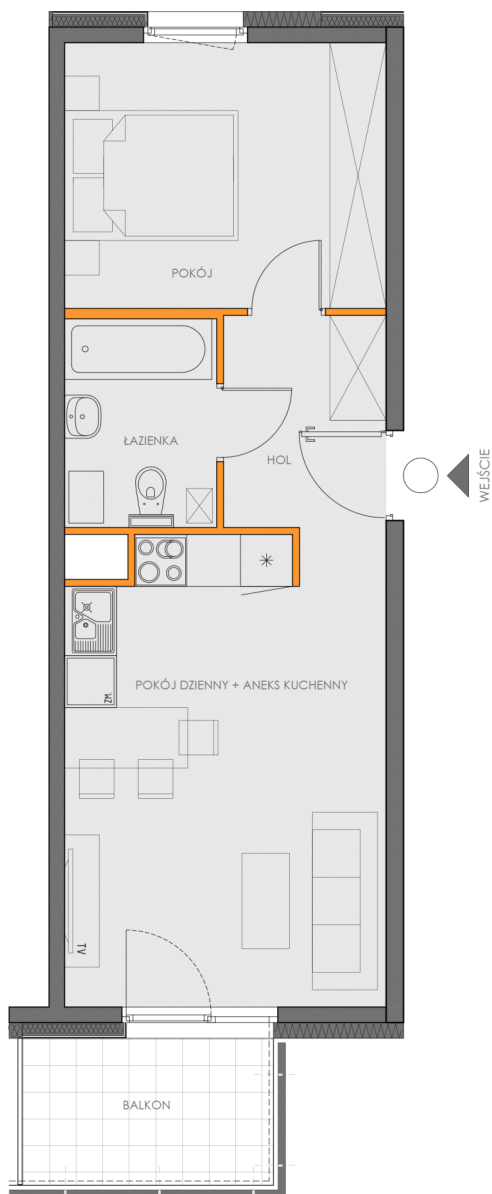 POKÓJ
ŁAZIENKA
HOL
WEJŚCIE
POKÓJ DZIENNY + ANEKS KUCHENNY
ZM.
TV
BALKON